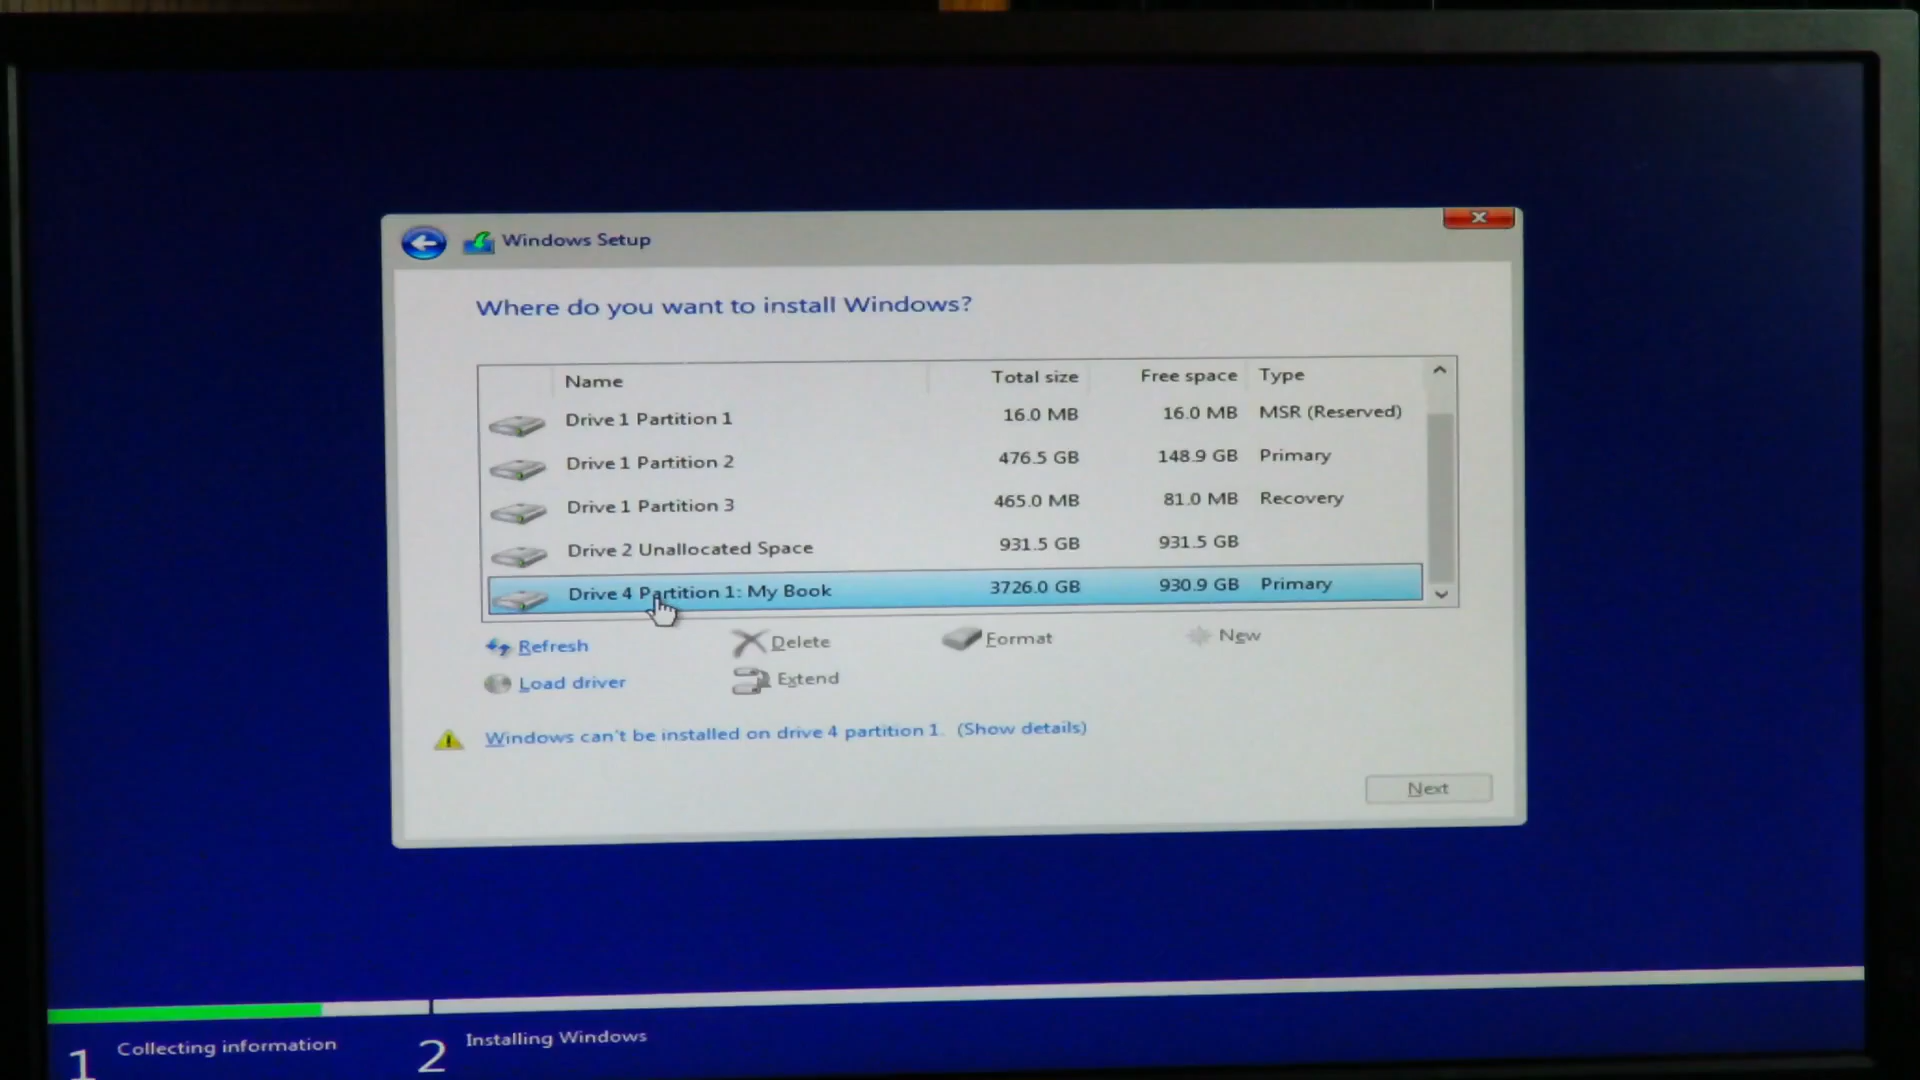 Windows Setup
Where do you want to install Windows?
Name Total size Free space Type
Drive 1 Partition 1 16.0 MB 16.0 MB MSR (Reserved)
Drive 1 Partition 2 476.5 GB 148.9 GB Primary
Drive 1 Partition 3 465.0 MB 81.0 MB Recovery
Drive 2 Unallocated Space 931.5 GB 931.5 GB
Drive 4 Partition 1: My Book 3726.0 GB 930.9 GB Primary
Refresh Delete Format New
Load driver Extend
Windows can't be installed on drive 4 partition 1. (Show details)
Next
1 Collecting information 2 Installing Windows